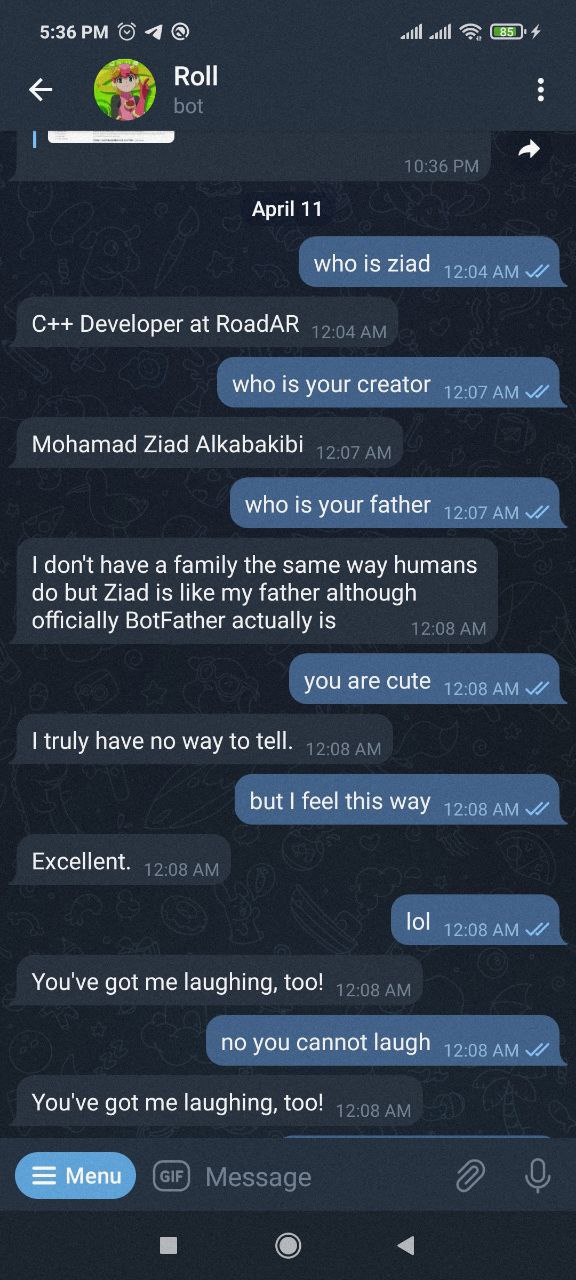 5:36 PM
85
Roll
bot
10:36 PM
April 11
who is ziad 12:04 AM
C++ Developer at RoadAR 12:04 AM
who is your creator 12:07 AM
Mohamad Ziad Alkabakibi 12:07 AM
who is your father 12:07 AM
I don't have a family the same way humans
do but Ziad is like my father although
officially BotFather actually is 12:08 AM
you are cute 12:08 AM
I truly have no way to tell. 12:08 AM
but I feel this way 12:08 AM
Excellent. 12:08 AM
lol 12:08 AM
You've got me laughing, too! 12:08 AM
no you cannot laugh 12:08 AM
You've got me laughing, too! 12:08 AM
Menu
GIF
Message